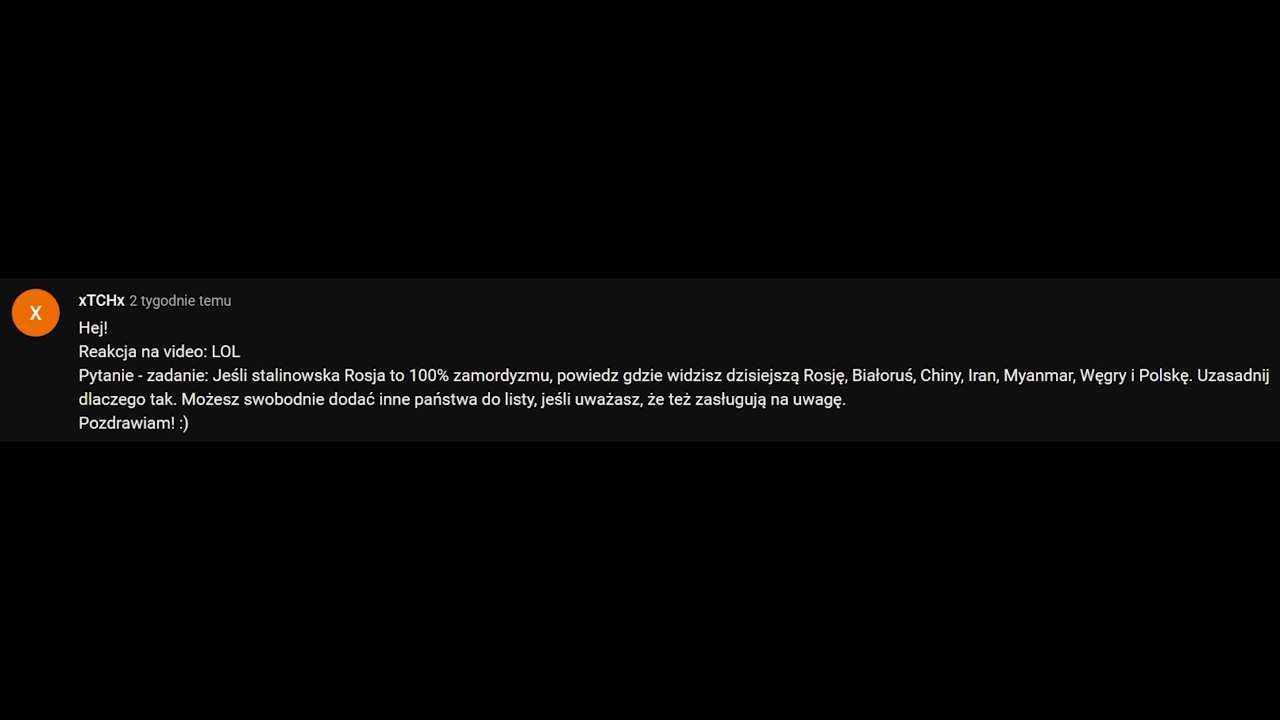 X
xTCHx 2 tygodnie temu
Hej!
Reakcja na video: LOL
Pytanie - zadanie: Jeśli stalinowska Rosja to 100% zamordyzmu, powiedz gdzie widzisz dzisiejszą Rosję, Białoruś, Chiny, Iran, Myanmar, Węgry i Polskę. Uzasadnij
dlaczego tak. Możesz swobodnie dodać inne państwa do listy, jeśli uważasz, że też zasługują na uwagę.
Pozdrawiam! :)